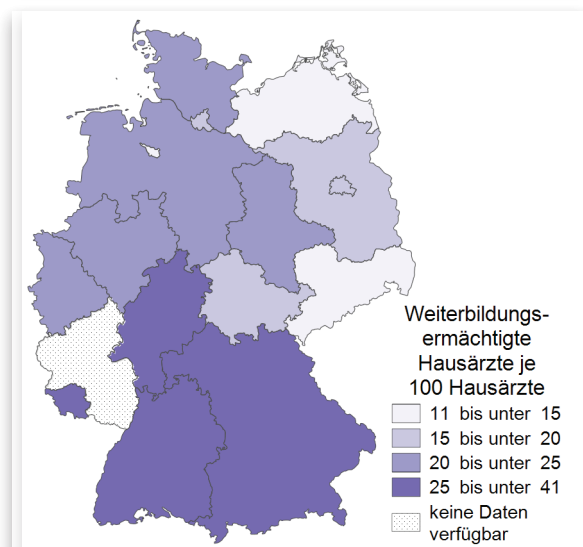 Weiterbildungs-
ermächtigte
Hausärzte je
100 Hausärzte
11 bis unter 15
15 bis unter 20
20 bis unter 25
25 bis unter 41
keine Daten
verfügbar